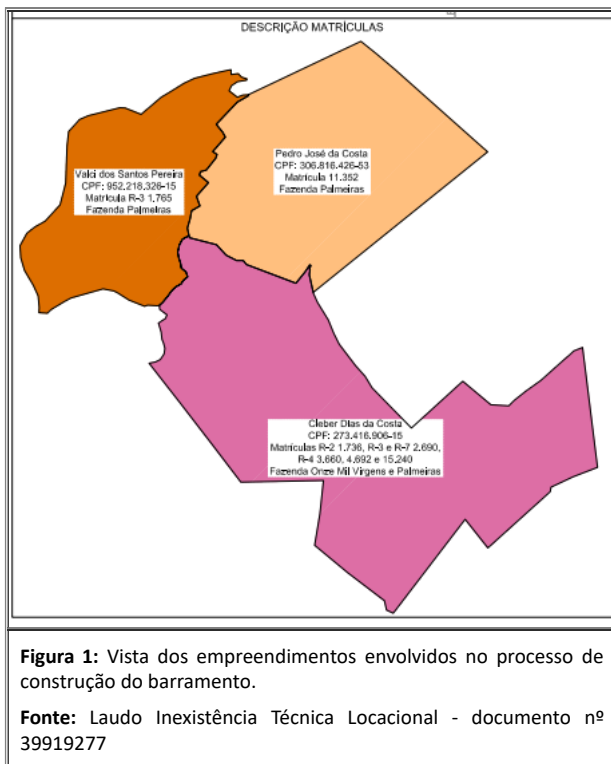 DESCRIÇÃO MATRÍCULAS
Pedro José da Costa
CPF: 306.816.426-53
Matrícula 11.352
Fazenda Palmeiras
Valci dos Santos Pereira
CPF: 952.218.326-15
Matrícula R-3 1.765
Fazenda Palmeiras
Cleber Dias da Costa
CPF: 273.416.906-15
Matrículas R-2 1.736, R-3 e R-7 2.690,
R-4 3.660, 4.692 e 15.240
Fazenda Onze Mil Virgens e Palmeiras
Figura 1: Vista dos empreendimentos envolvidos no processo de
construção do barramento.
Fonte: Laudo Inexistência Técnica Locacional - documento nº
39919277